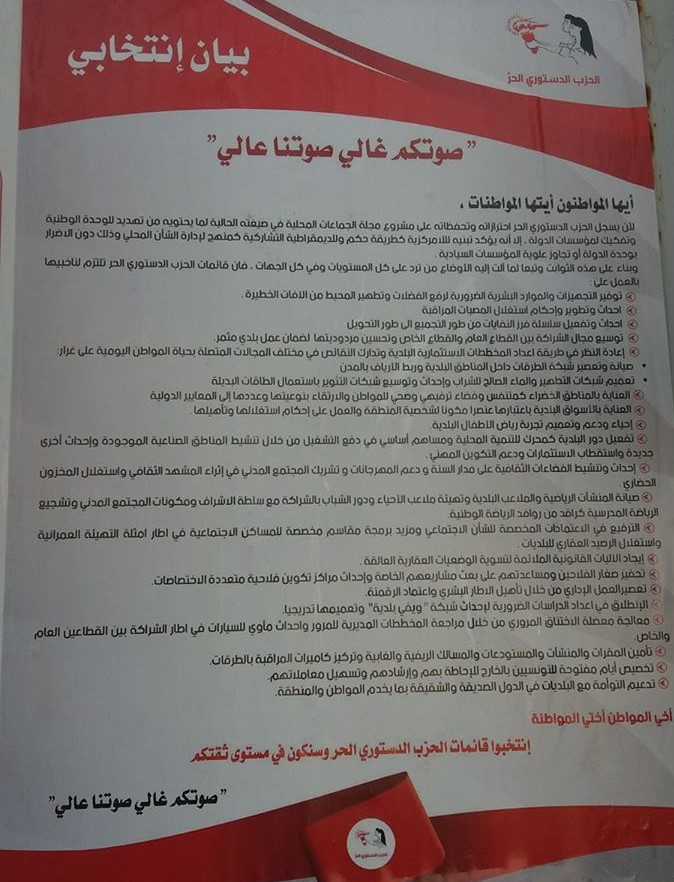 الحزب الدستوري الحرّ
بيان إنتخابي
"صوتكم غالي صوتنا عالي"
أيها المواطنون أيتها المواطنات ،
لئن يسجل الحزب الدستوري الحر احترازاته وتحفظاته على مشروع مجلة الجماعات المحلية في صيغته الحالية لما يحتويه من تهديد للوحدة الوطنية
وتفكيك لمؤسسات الدولة ، إلا أنه يؤكد تبنيه للامركزية كطريقة حكم وللديمقراطية التشاركية كمنهج لإدارة الشأن المحلي وذلك دون الاضرار
بوحدة الدولة أو تجاوز علوية المؤسسات السيادية .
وبناء على هذه الثوابت وتبعا لما آلت إليه الأوضاع من ترد على كل المستويات وفي كل الجهات ، فان قائمات الحزب الدستوري الحر تلتزم لناخبيها
بالعمل على :
توفير التجهيزات والموارد البشرية الضرورية لرفع الفضلات وتطهير المحيط من الافات الخطيرة .
احداث وتطوير وإحكام استغلال المصبات المراقبة
احداث وتفعيل سلسلة فرز النفايات من طور التجميع الى طور التحويل
توسيع مجال الشراكة بين القطاع العام والقطاع الخاص وتحسين مردوديتها لضمان عمل بلدي مثمر.
إعادة النظر في طريقة اعداد المخططات الاستثمارية البلدية وتدارك النقائص في مختلف المجالات المتصلة بحياة المواطن اليومية على غرار:
• صيانة وتعصير شبكة الطرقات داخل المناطق البلدية وربط الأرياف بالمدن
• تعميم شبكات التطهير والماء الصالح للشراب وإحداث وتوسيع شبكات التنوير باستعمال الطاقات البديلة
العناية بالمناطق الخضراء كمتنفس وفضاء ترفيهي وصحي للمواطن والارتقاء بنوعيتها وعددها إلى المعايير الدولية
العناية بالأسواق البلدية باعتبارها عنصرا مكونا لشخصية المنطقة والعمل على إحكام استغلالها وتأهيلها .
إحياء ودعم وتعميم تجربة رياض الأطفال البلدية.
تفعيل دور البلدية كمحرك للتنمية المحلية ومساهم أساسي في دفع التشغيل من خلال تنشيط المناطق الصناعية الموجودة وإحداث أخرى
جديدة واستقطاب الاستثمارات ودعم التكوين المهني .
إحداث وتنشيط الفضاءات الثقافية على مدار السنة و دعم المهرجانات و تشريك المجتمع المدني في إثراء المشهد الثقافي واستغلال المخزون
الحضاري .
صيانة المنشآت الرياضية والملاعب البلدية وتهيئة ملاعب الأحياء ودور الشباب بالشراكة مع سلطة الاشراف ومكونات المجتمع المدني وتشجيع
الرياضة المدرسية كرافد من روافد الرياضة الوطنية.
الترفيع في الاعتمادات المخصصة للشأن الاجتماعي ومزيد برمجة مقاسم مخصصة للمساكن الاجتماعية في اطار امثلة التهيئة العمرانية
واستغلال الرصيد العقاري للبلديات .
إيجاد الآليات القانونية الملائمة لتسوية الوضعيات العقارية العالقة .
تحفيز صغار الفلاحين ومساعدتهم على بعث مشاريعهم الخاصة وإحداث مراكز تكوين فلاحية متعددة الاختصاصات.
تعصيرالعمل الإداري من خلال تأهيل الاطار البشري واعتماد الرقمنة.
الإنطلاق في اعداد الدراسات الضرورية لإحداث شبكة "ويفي بلدية" وتعميمها تدريجيا.
معالجة معضلة الاختناق المروري من خلال مراجعة المخططات المديرية للمرور واحداث مأوي للسيارات في اطار الشراكة بين القطاعين العام
والخاص.
تأمين المقرات والمنشآت والمستودعات والمسالك الريفية والغابية وتركيز كاميرات المراقبة بالطرقات.
تخصيص أيام مفتوحة للتونسيين بالخارج للإحاطة بهم وإرشادهم وتسهيل معاملاتهم.
تدعيم التوأمة مع البلديات في الدول الصديقة والشقيقة بما يخدم المواطن والمنطقة.
أخي المواطن أختي المواطنة
إنتخبوا قائمات الحزب الدستوري الحر وسنكون في مستوى ثقتكم
"صوتكم غالي صوتنا عالي"
الحزب الدستوري الحرّ